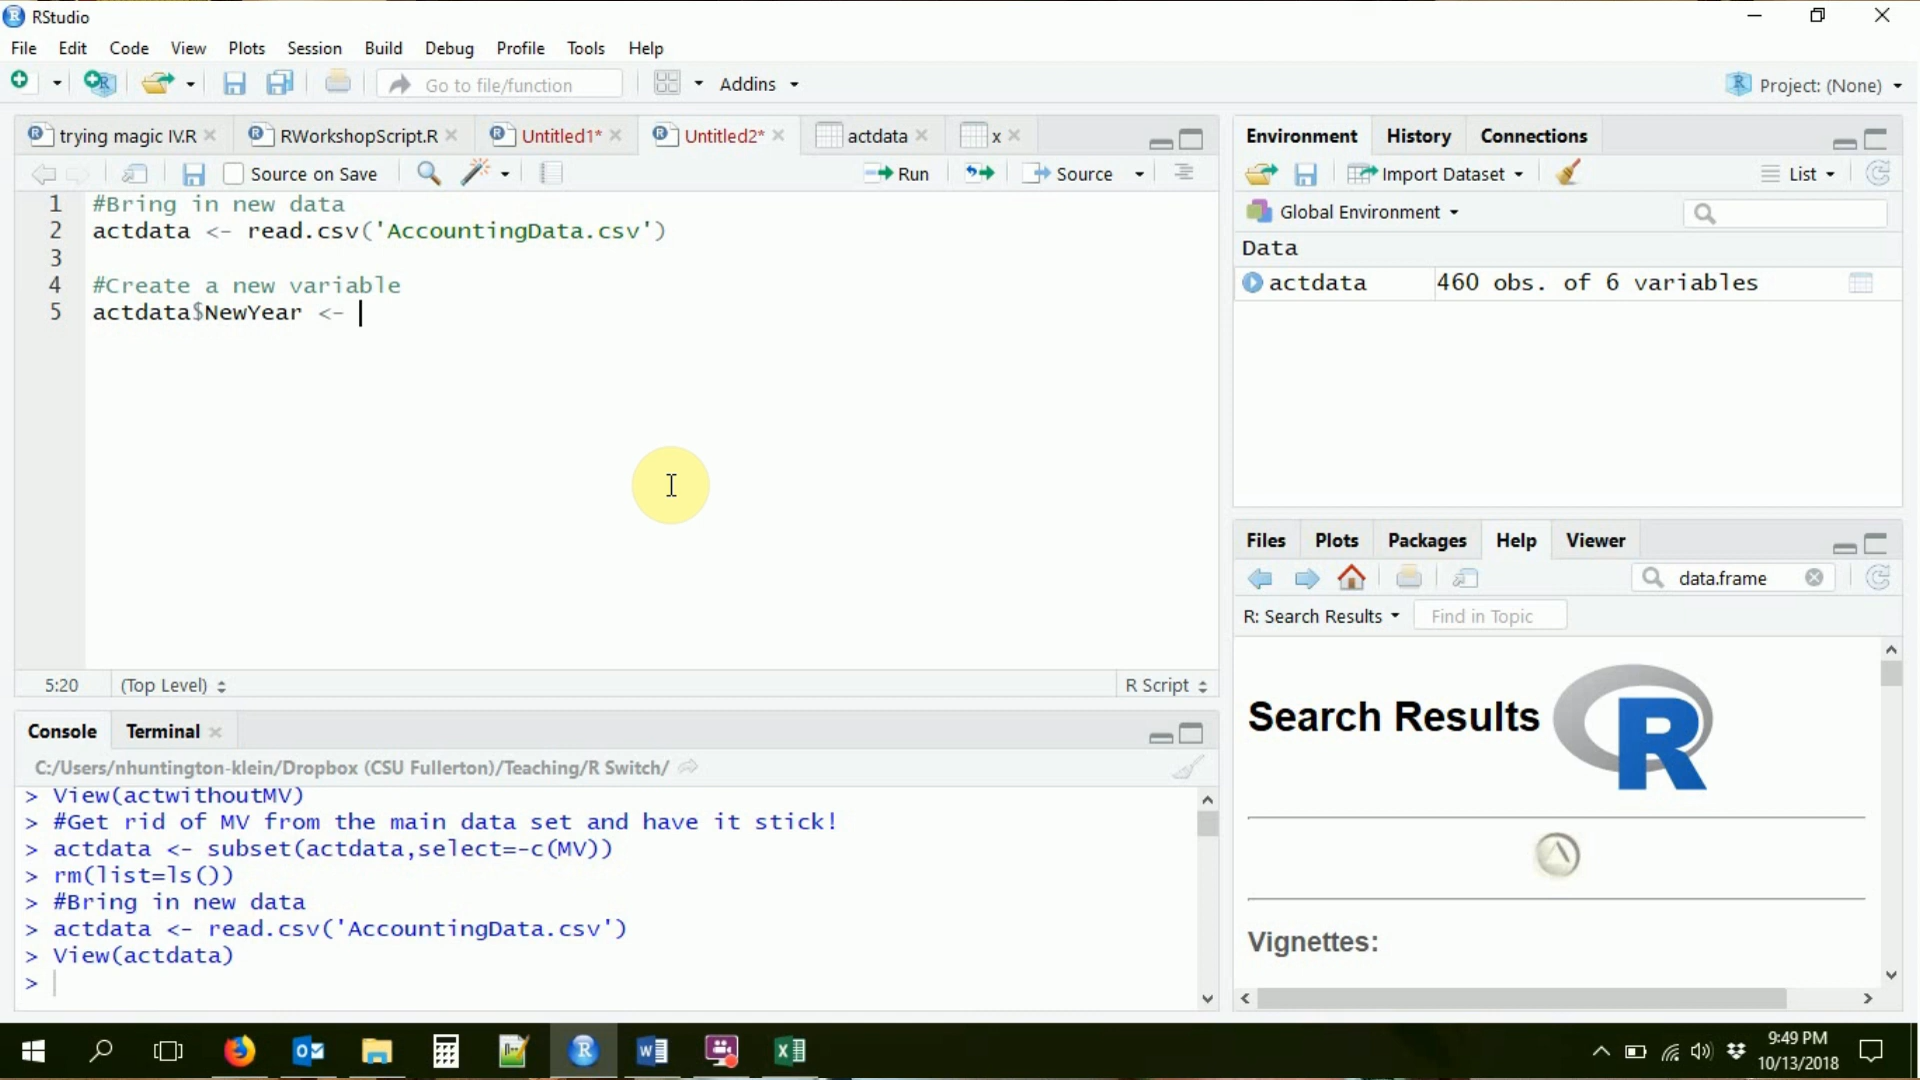 RStudio
File Edit Code View Plots Session Build Debug Profile Tools Help
Go to file/function Addins Project: (None)
trying magic IV.R RWorkshopScript.R Untitled1* Untitled2* actdata x
Source on Save Run Source
1 #Bring in new data
2 actdata <- read.csv('AccountingData.csv')
3
4 #Create a new variable
5 actdata$NewYear <-
5:20 (Top Level) R Script
Console Terminal
C:/Users/nhuntington-klein/Dropbox (CSU Fullerton)/Teaching/R Switch/
> View(actwithoutMV)
> #Get rid of MV from the main data set and have it stick!
> actdata <- subset(actdata,select=-c(MV))
> rm(list=ls())
> #Bring in new data
> actdata <- read.csv('AccountingData.csv')
> View(actdata)
>
Environment History Connections
Import Dataset List
Global Environment
Data
actdata 460 obs. of 6 variables
Files Plots Packages Help Viewer
data.frame
R: Search Results Find in Topic
Search Results R
Vignettes:
9:49 PM
10/13/2018